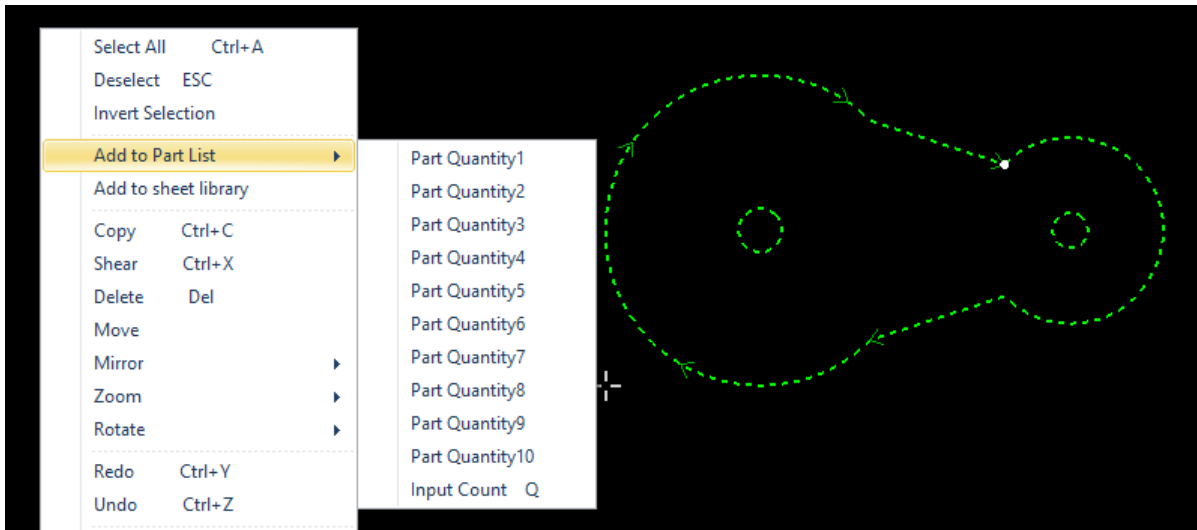 Select All Ctrl+A
Deselect ESC
Invert Selection
Add to Part List
Add to sheet library
Copy Ctrl+C
Shear Ctrl+X
Delete Del
Move
Mirror
Zoom
Rotate
Redo Ctrl+Y
Undo Ctrl+Z
Part Quantity1
Part Quantity2
Part Quantity3
Part Quantity4
Part Quantity5
Part Quantity6
Part Quantity7
Part Quantity8
Part Quantity9
Part Quantity10
Input Count Q